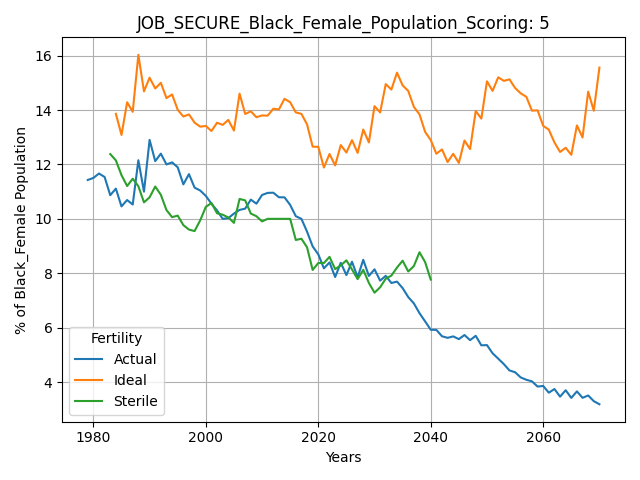 JOB_SECURE_Black_Female_Population_Scoring: 5
% of Black_Female Population
16
14
12
10
8
6
4
Fertility
Actual
Ideal
Sterile
1980 2000 2020 2040 2060
Years